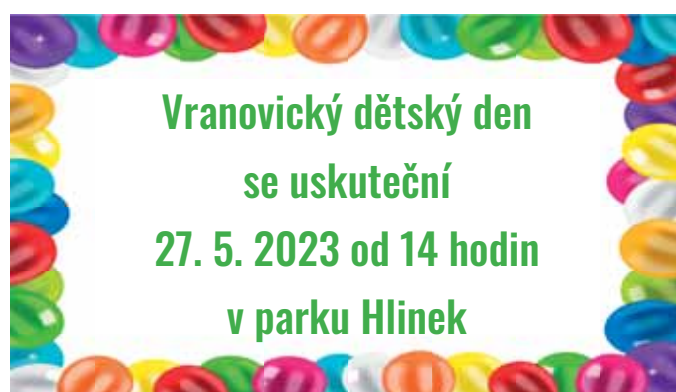 Vranovický dětský den
se uskuteční
27. 5. 2023 od 14 hodin
v parku Hlinek